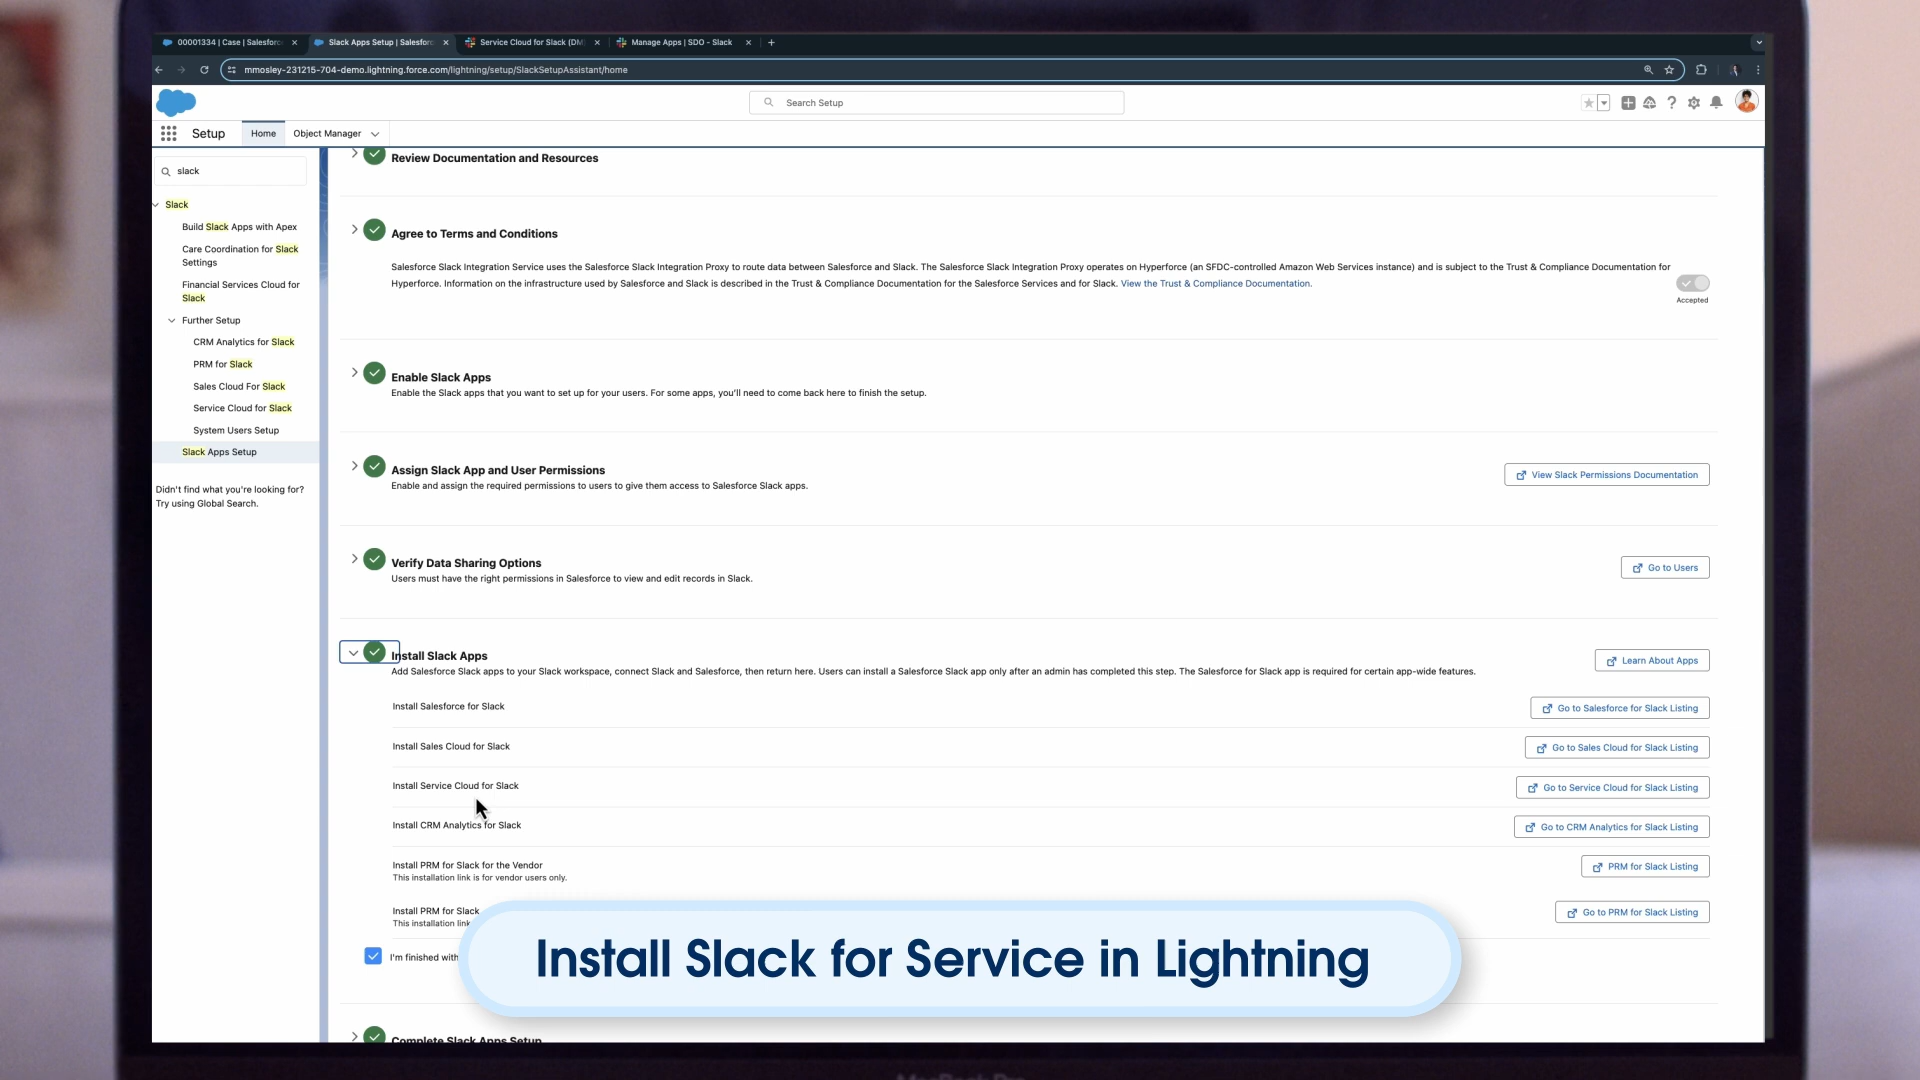 00001334 | Case | Salesforc
Slack Apps Setup | Salesforc
Service Cloud for Slack (DM
Manage Apps | SDO - Slack
mmosley-231215-704-demo.lightning.force.com/lightning/setup/SlackSetupAssistant/home
Search Setup
Setup
Home
Object Manager
slack
Slack
Build Slack Apps with Apex
Care Coordination for Slack
Settings
Financial Services Cloud for
Slack
Further Setup
CRM Analytics for Slack
PRM for Slack
Sales Cloud For Slack
Service Cloud for Slack
System Users Setup
Slack Apps Setup
Didn't find what you're looking for?
Try using Global Search.
Review Documentation and Resources
Agree to Terms and Conditions
Salesforce Slack Integration Service uses the Salesforce Slack Integration Proxy to route data between Salesforce and Slack. The Salesforce Slack Integration Proxy operates on Hyperforce (an SFDC-controlled Amazon Web Services instance) and is subject to the Trust & Compliance Documentation for
Hyperforce. Information on the infrastructure used by Salesforce and Slack is described in the Trust & Compliance Documentation for the Salesforce Services and for Slack. View the Trust & Compliance Documentation.
Accepted
Enable Slack Apps
Enable the Slack apps that you want to set up for your users. For some apps, you'll need to come back here to finish the setup.
Assign Slack App and User Permissions
Enable and assign the required permissions to users to give them access to Salesforce Slack apps.
View Slack Permissions Documentation
Verify Data Sharing Options
Users must have the right permissions in Salesforce to view and edit records in Slack.
Go to Users
Install Slack Apps
Add Salesforce Slack apps to your Slack workspace, connect Slack and Salesforce, then return here. Users can install a Salesforce Slack app only after an admin has completed this step. The Salesforce for Slack app is required for certain app-wide features.
Learn About Apps
Install Salesforce for Slack
Go to Salesforce for Slack Listing
Install Sales Cloud for Slack
Go to Sales Cloud for Slack Listing
Install Service Cloud for Slack
Go to Service Cloud for Slack Listing
Install CRM Analytics for Slack
Go to CRM Analytics for Slack Listing
Install PRM for Slack for the Vendor
This installation link is for vendor users only.
PRM for Slack Listing
Install PRM for Slack
This installation link
Go to PRM for Slack Listing
I'm finished with
Install Slack for Service in Lightning
Complete Slack Apps Setup